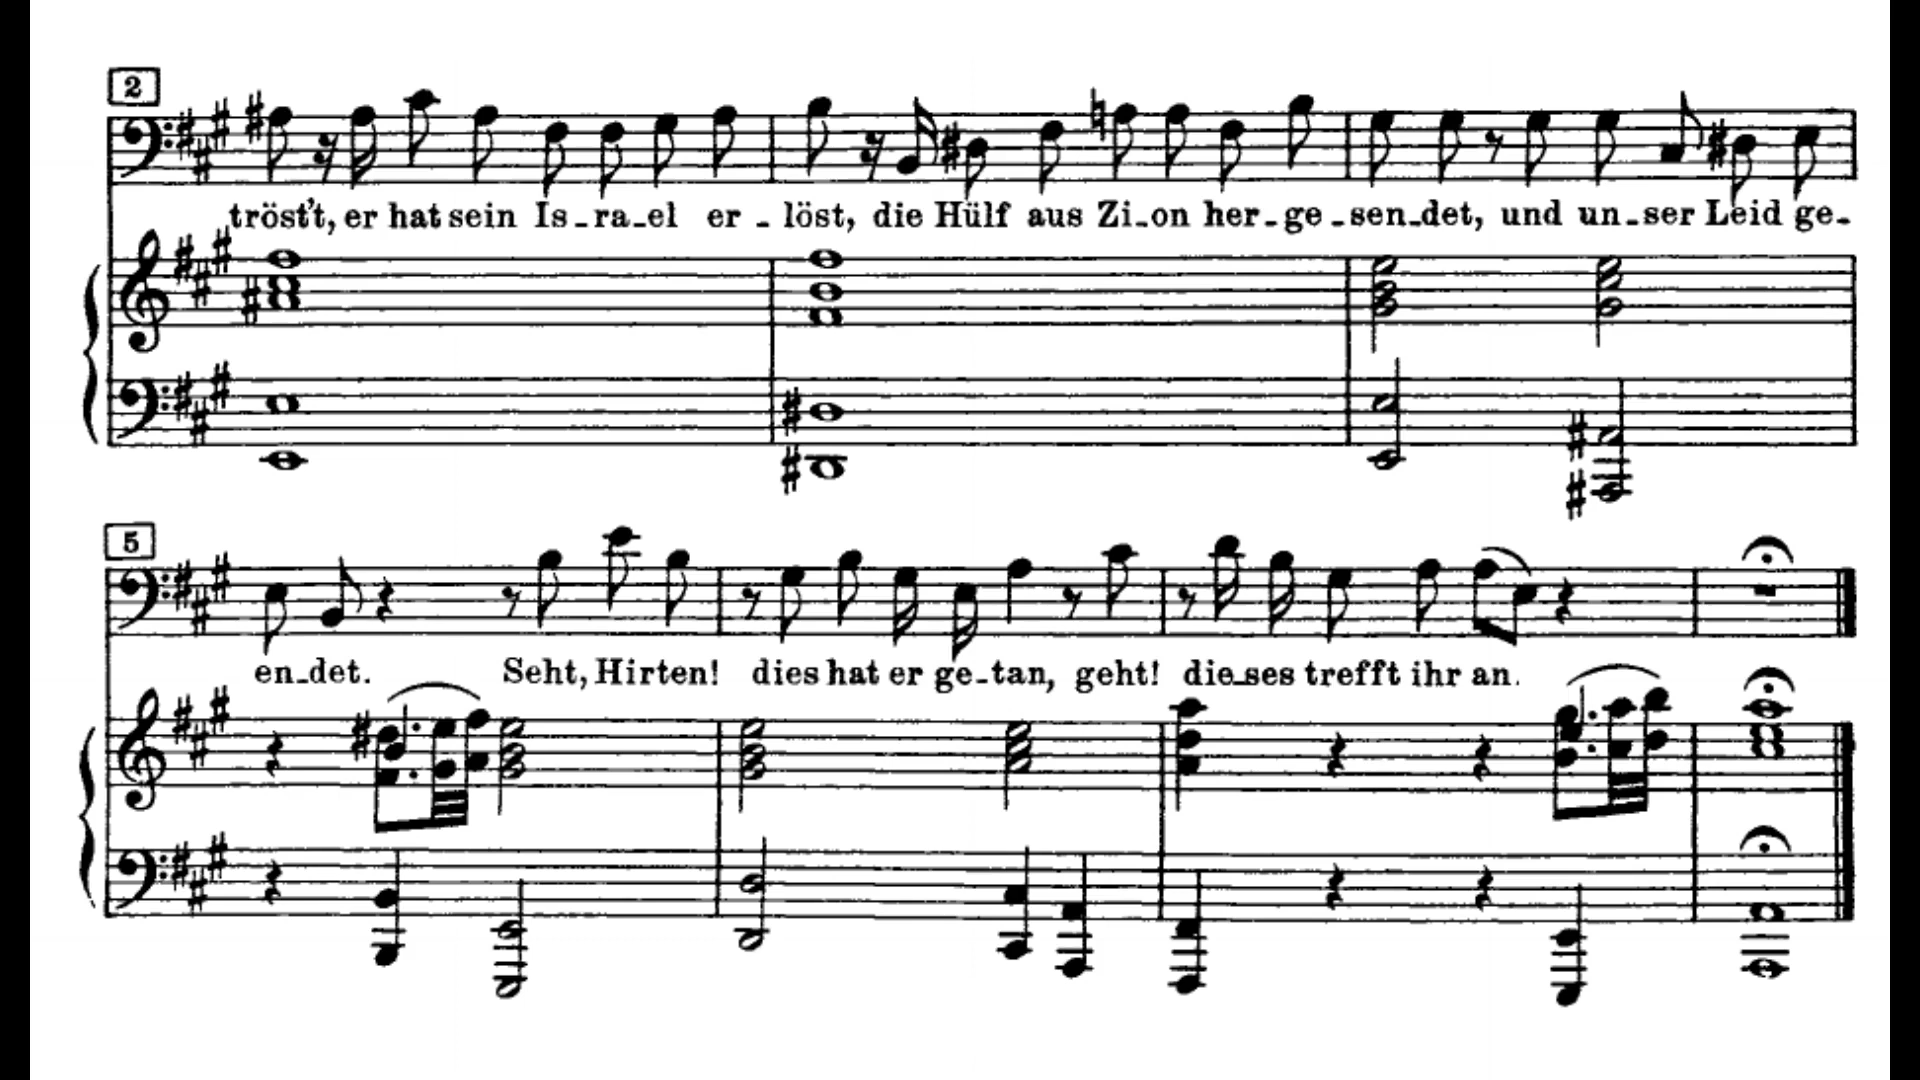 2
tröst't, er hat sein Is-ra-el er-löst, die Hülf aus Zi-on her-ge-sen-det, und un-ser Leid ge-
5
en-det. Seht, Hirten! dies hat er ge-tan, geht! die-ses trefft ihr an.